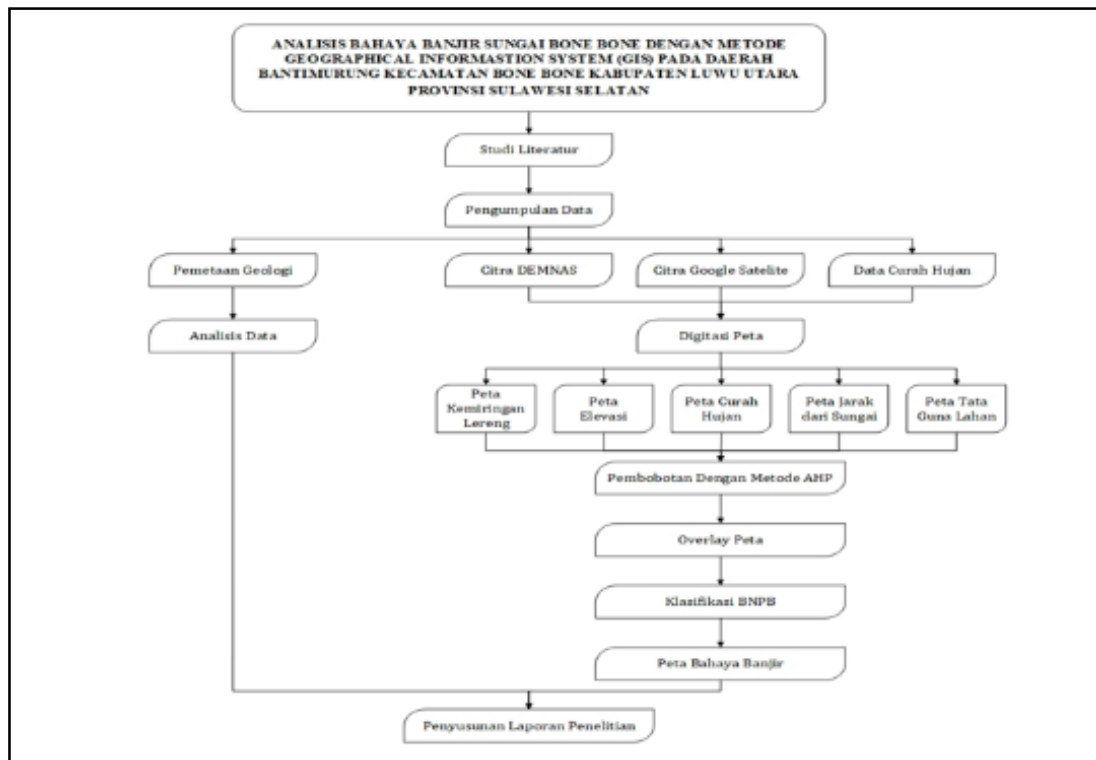 ANALISIS BAHAYA BANJIR SUNGAI BONE BONE DENGAN METODE
GEOGRAPHICAL INFORMASTION SYSTEM (GIS) PADA DAERAH
BANTIMURUNG KECAMATAN BONE BONE KABUPATEN LUWU UTARA
PROVINSI SULAWESI SELATAN
Studi Literatur
Pengumpulan Data
Pemetaan Geologi
Citra DEMNAS
Citra Google Satelite
Data Curah Hujan
Analisis Data
Digitasi Peta
Peta
Kemiringan
Lereng
Peta
Elevasi
Peta Curah
Hujan
Peta Jarak
dari Sungai
Peta Tata
Guna Lahan
Pembobotan Dengan Metode AHP
Overlay Peta
Klasifikasi BNPB
Peta Bahaya Banjir
Penyusunan Laporan Penelitian